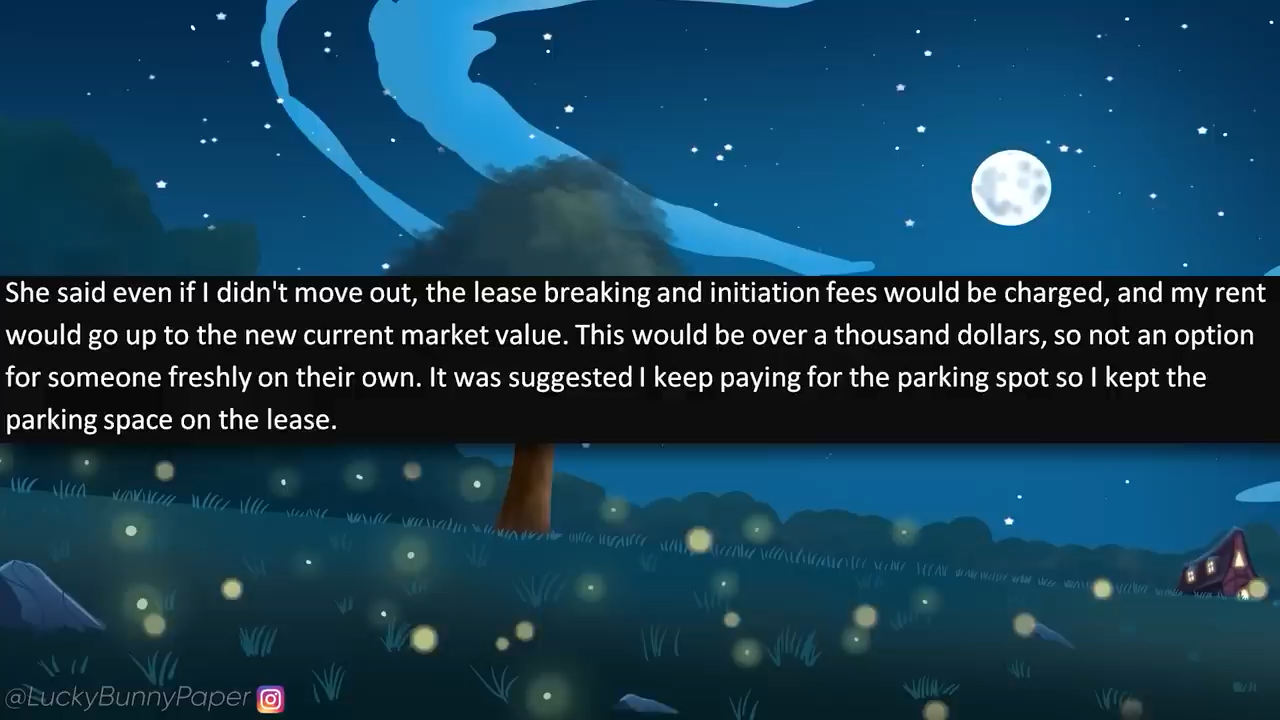 She said even if I didn't move out, the lease breaking and initiation fees would be charged, and my rent
would go up to the new current market value. This would be over a thousand dollars, so not an option
for someone freshly on their own. It was suggested I keep paying for the parking spot so I kept the
parking space on the lease.
@LuckyBunnyPaper